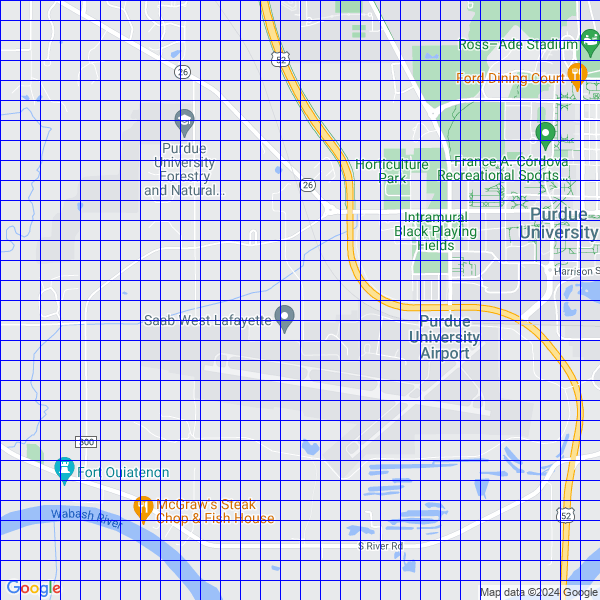 Ross-Ade Stadium
52
26
Ford Dining Court
Purdue
University
Forestry
and Natural...
France A. Córdova
Recreational Sports...
Horticulture
Park
26
Purdue
University
Intramural
Black Playing
Fields
Harrison S
Saab West Lafayette
Purdue
University
Airport
300
Fort Ouiatenon
McGraw's Steak
Chop & Fish House
Wabash River
52
S River Rd
Google
Map data ©2024 Google